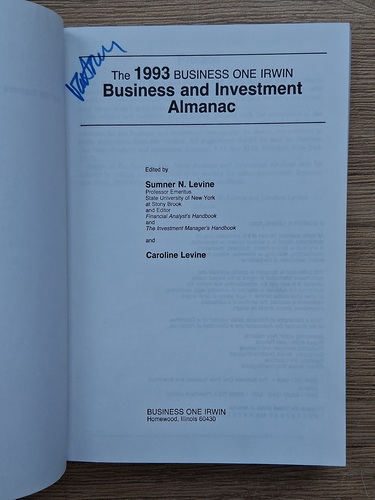 The 1993 BUSINESS ONE IRWIN
Business and Investment
Almanac
Edited by
Sumner N. Levine
Professor Emeritus
State University of New York
at Stony Brook
and Editor
Financial Analyst's Handbook
and
The Investment Manager's Handbook
and
Caroline Levine
BUSINESS ONE IRWIN
Homewood, Illinois 60430